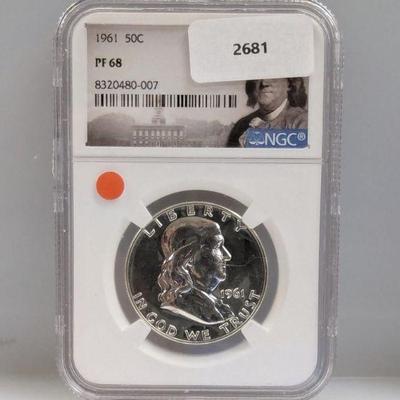 1961 50C
PF 68
8320480-007
2681
NGC®
LIBERTY
1961
IN GOD WE TRUST